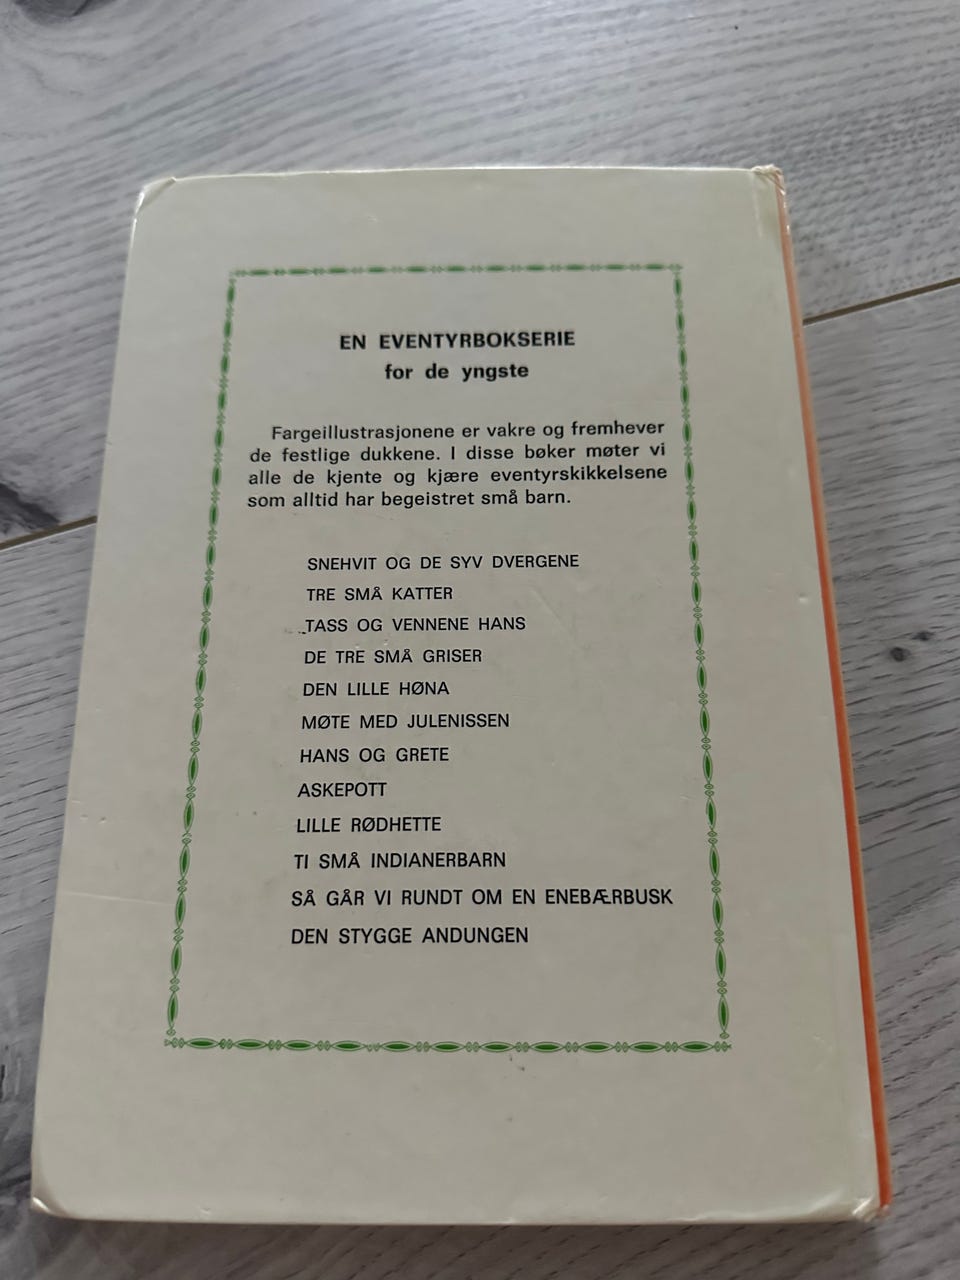 EN EVENTYRBOKSERIE
for de yngste
Fargeillustrasjonene er vakre og fremhever
de festlige dukkene. I disse bøker møter vi
alle de kjente og kjære eventyrskikkelsene
som alltid har begeistret små barn.
SNEHVIT OG DE SYV DVERGENE
TRE SMÅ KATTER
TASS OG VENNENE HANS
DE TRE SMÅ GRISER
DEN LILLE HØNA
MØTE MED JULENISSEN
HANS OG GRETE
ASKEPOTT
LILLE RØDHETTE
TI SMÅ INDIANERBARN
SÅ GÅR VI RUNDT OM EN ENEBÆRBUSK
DEN STYGGE ANDUNGEN